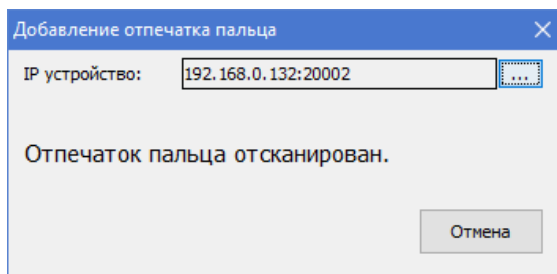 Добавление отпечатка пальца
IP устройство: 192.168.0.132:20002 ...
Отпечаток пальца отсканирован.
Отмена